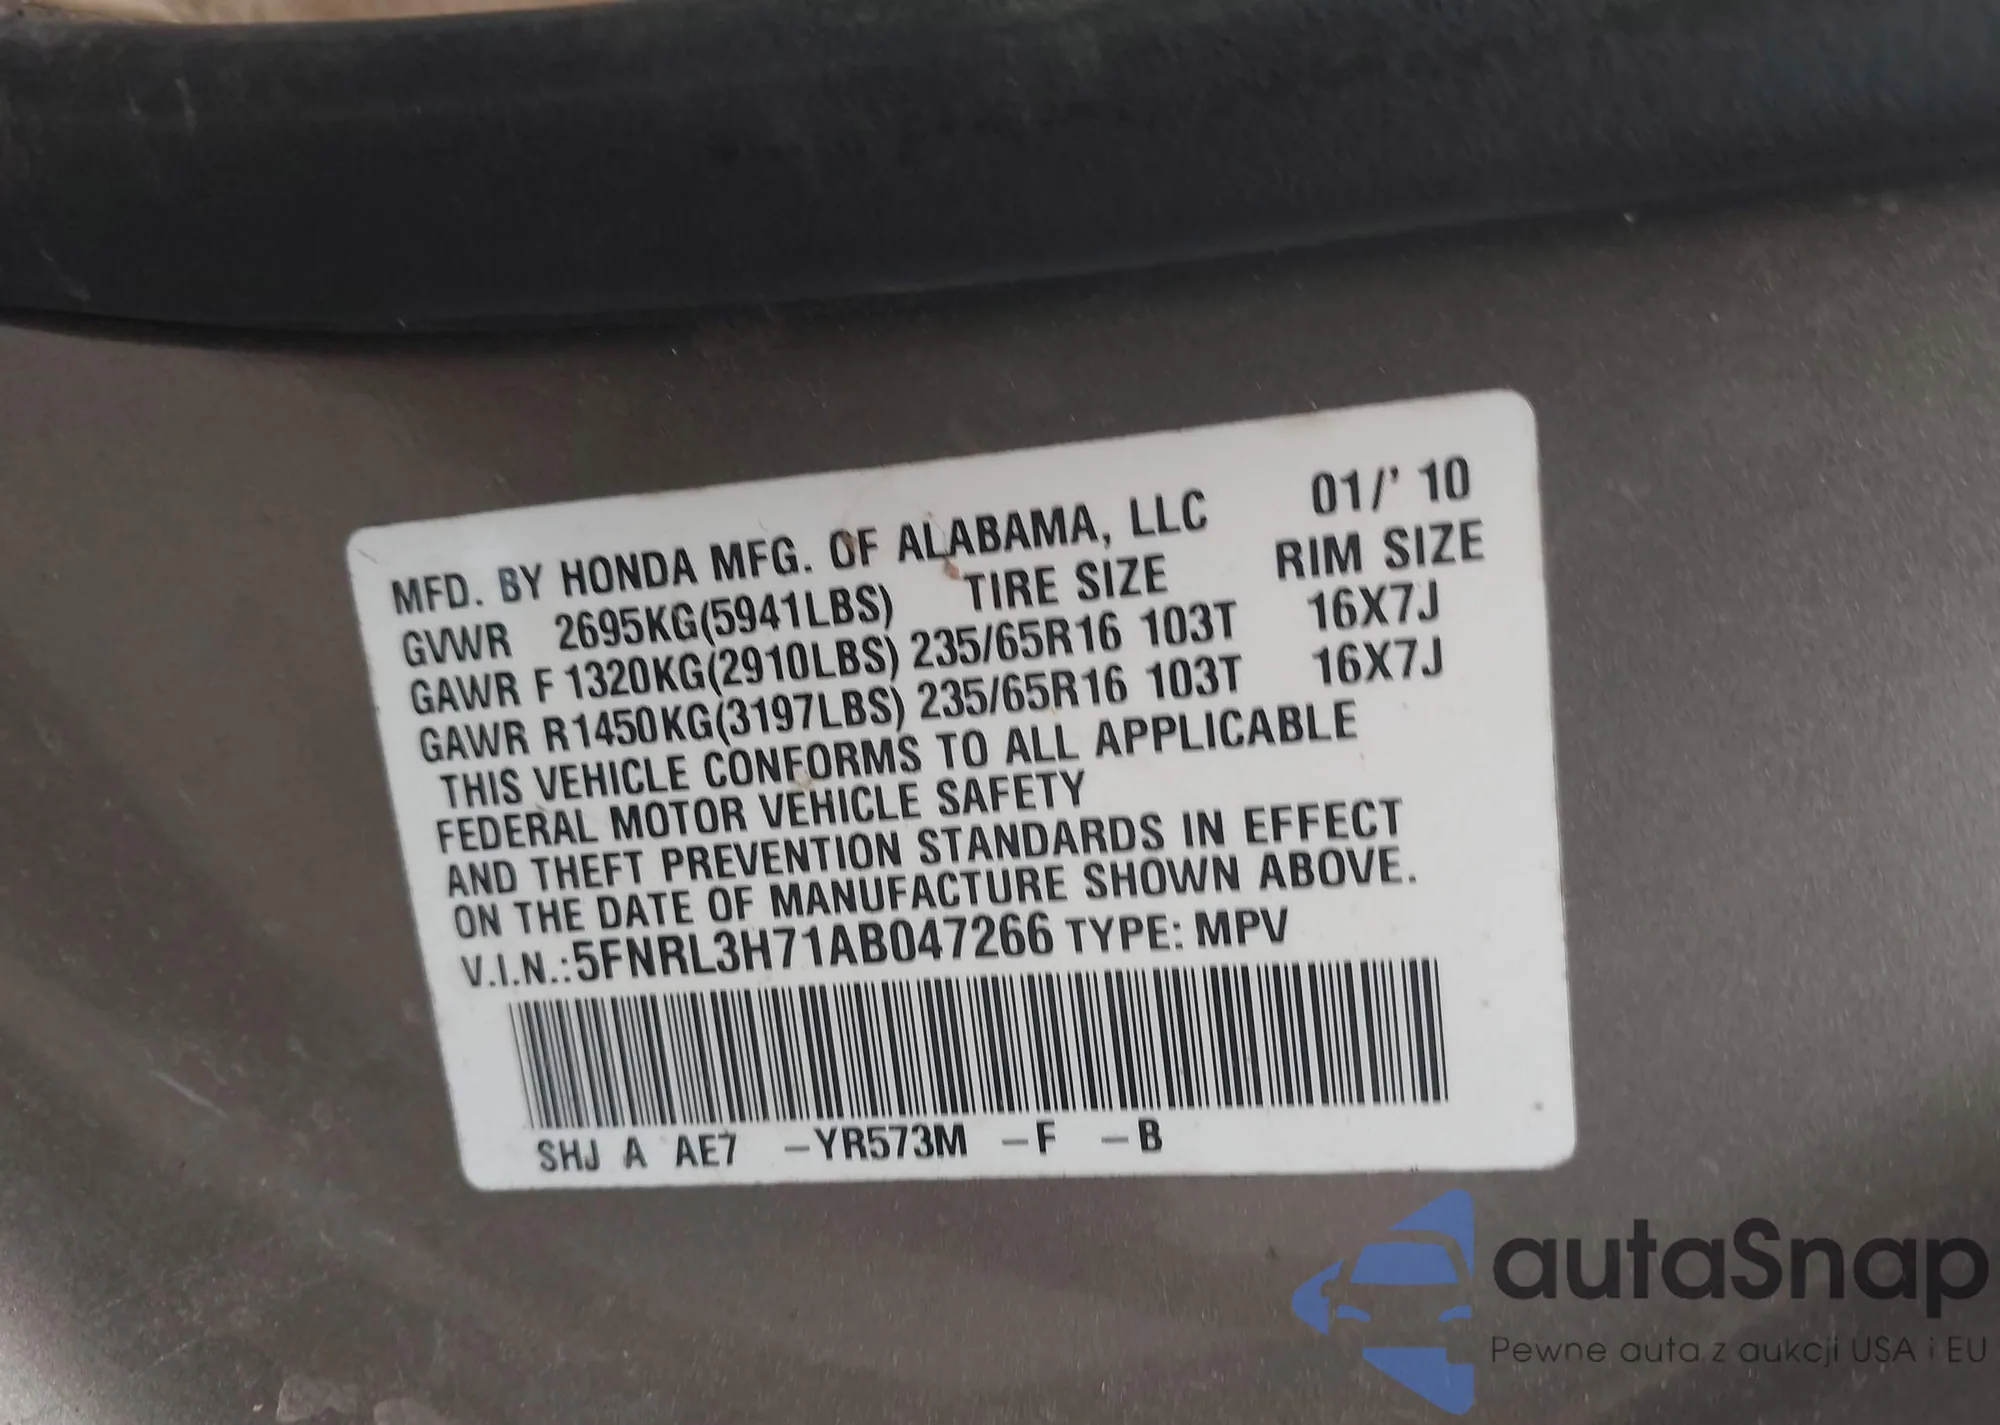 MFD. BY HONDA MFG. OF ALABAMA, LLC 01/' 10
GVWR 2695KG(5941LBS) TIRE SIZE RIM SIZE
GAWR F 1320KG(2910LBS) 235/65R16 103T 16X7J
GAWR R1450KG(3197LBS) 235/65R16 103T 16X7J
THIS VEHICLE CONFORMS TO ALL APPLICABLE
FEDERAL MOTOR VEHICLE SAFETY
AND THEFT PREVENTION STANDARDS IN EFFECT
ON THE DATE OF MANUFACTURE SHOWN ABOVE.
V.I.N.:5FNRL3H71AB047266 TYPE: MPV
SHJ A AE7 -YR573M -F -B
autaSnap
Pewne auta z aukcji USA i EU